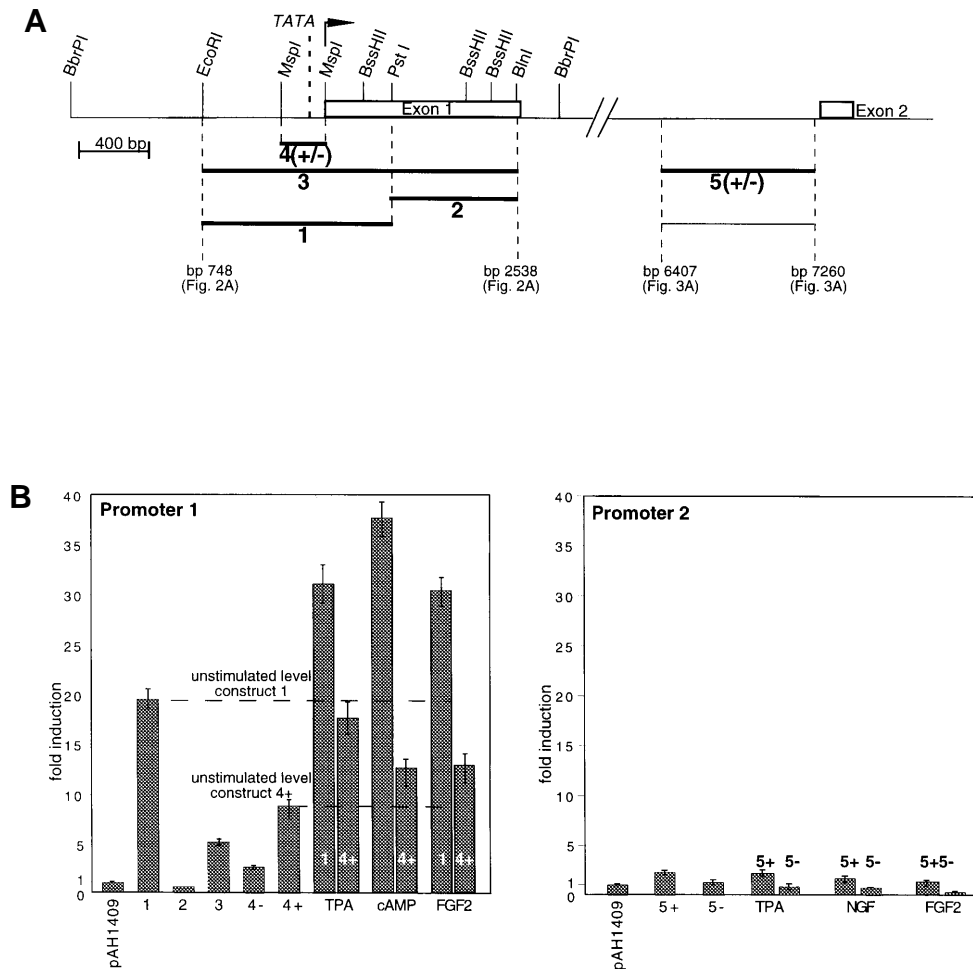 A
TATA
BbrPI
EcoRI
MspI
MspI
BssHII
Pst I
BssHII
BssHII
BlnI
BbrPI
Exon 1
Exon 2
400 bp
4(+/-)
3
5(+/-)
2
1
bp 748
(Fig. 2A)
bp 2538
(Fig. 2A)
bp 6407
(Fig. 3A)
bp 7260
(Fig. 3A)
B
Promoter 1
fold induction
40
35
30
25
20
15
10
5
1
0
unstimulated level
construct 1
unstimulated level
construct 4+
1 4+
4+
1 4+
pAH1409
1
2
3
4-
4+
TPA
cAMP
FGF2
Promoter 2
fold induction
40
35
30
25
20
15
10
5
1
0
5+ 5-
5+ 5-
5+5-
pAH1409
5+
5-
TPA
NGF
FGF2